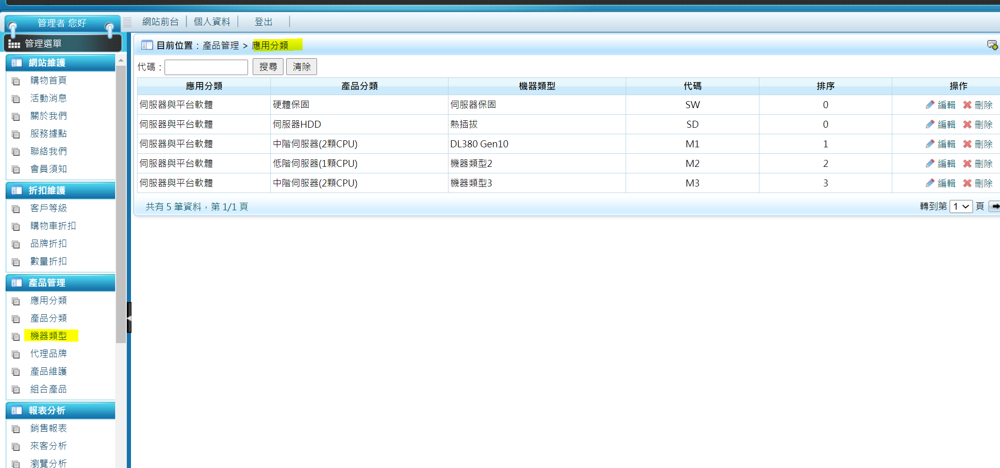 管理者 您好
網站前台
個人資料
登出
管理選單
網站維護
購物首頁
活動消息
關於我們
服務據點
聯絡我們
會員須知
折扣維護
客戶等級
購物車折扣
品牌折扣
數量折扣
產品管理
應用分類
產品分類
機器類型
代理品牌
產品維護
組合產品
報表分析
銷售報表
來客分析
瀏覽分析
目前位置：產品管理 > 應用分類
代碼： 搜尋 清除
應用分類 產品分類 機器類型 代碼 排序 操作
伺服器與平台軟體 硬體保固 伺服器保固 SW 0 編輯 刪除
伺服器與平台軟體 伺服器HDD 熱插拔 SD 0 編輯 刪除
伺服器與平台軟體 中階伺服器(2顆CPU) DL380 Gen10 M1 1 編輯 刪除
伺服器與平台軟體 低階伺服器(1顆CPU) 機器類型2 M2 2 編輯 刪除
伺服器與平台軟體 中階伺服器(2顆CPU) 機器類型3 M3 3 編輯 刪除
共有 5 筆資料，第 1/1 頁
轉到第 1 頁